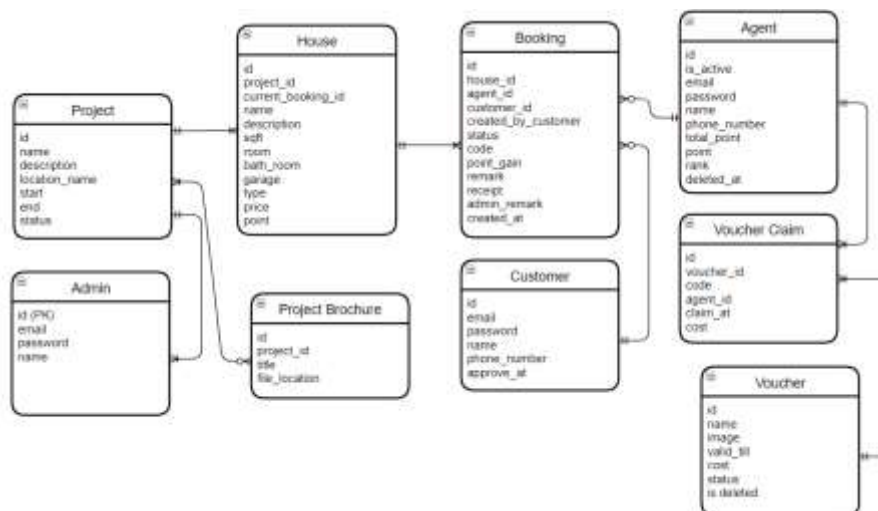 Project
id
name
description
location_name
start
end
status
Admin
id (PK)
email
password
name
House
id
project_id
current_booking_id
name
description
sqft
room
bath_room
garage
type
price
point
Project Brochure
id
project_id
title
file_location
Booking
id
house_id
agent_id
customer_id
created_by_customer
status
code
point_gain
remark
receipt
admin_remark
created_at
Customer
id
email
password
name
phone_number
approve_at
Agent
id
is_active
email
password
name
phone_number
total_point
point
rank
deleted_at
Voucher Claim
id
voucher_id
code
agent_id
claim_at
cost
Voucher
id
name
image
valid_till
cost
status
is deleted